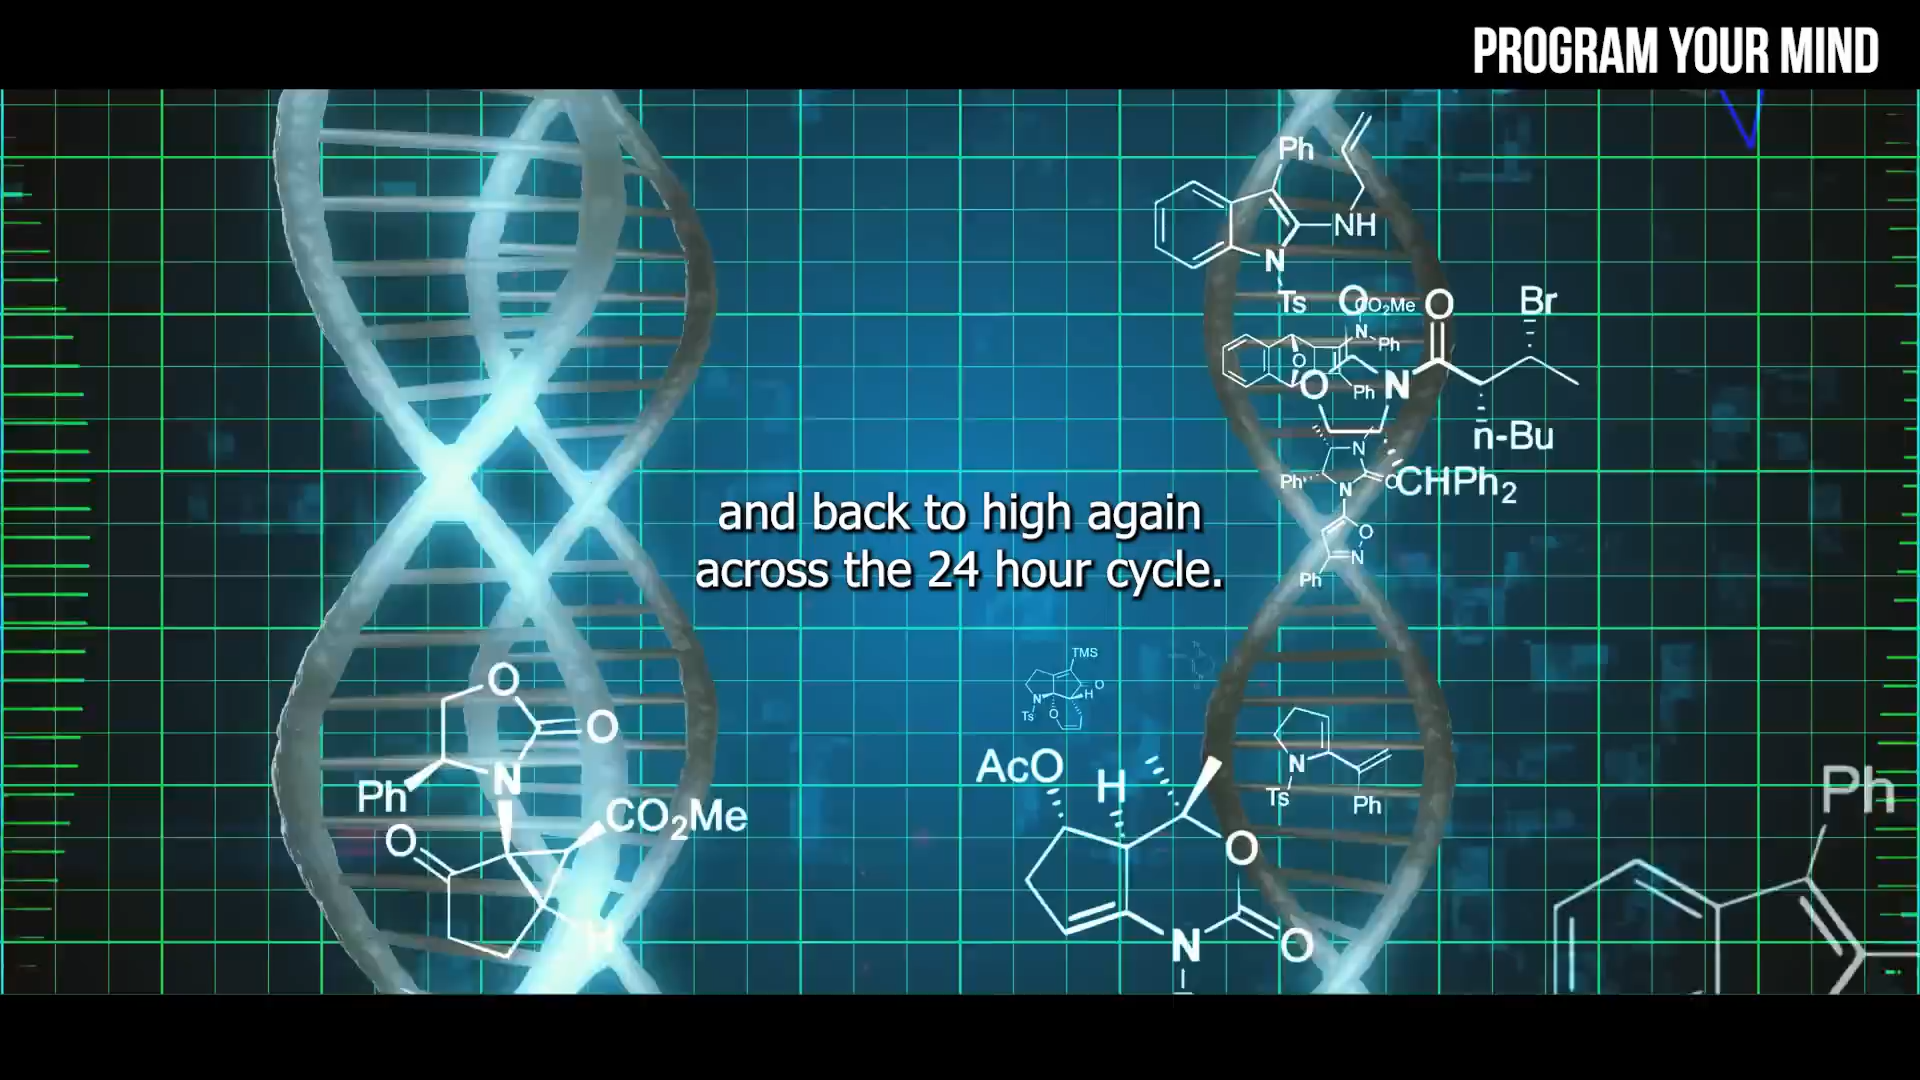 PROGRAM YOUR MIND
Ph
NH
N
Ts
O
CO₂Me
O
Br
N
Ph
O
O
Ph
N
n-Bu
N
Ph
O
CHPh₂
N
O
N
Ph
and back to high again
across the 24 hour cycle.
TMS
O
N
H
Ts
O
O
O
N
Ph
CO₂Me
O
H
AcO
H
O
N
O
N
Ts
Ph
Ph